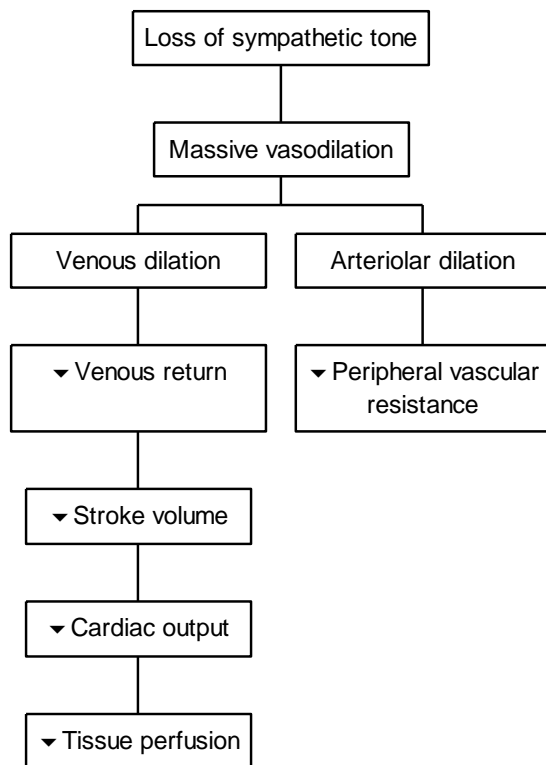 Loss of sympathetic tone
Massive vasodilation
Venous dilation
Arteriolar dilation
▼ Venous return
▼ Peripheral vascular
resistance
▼ Stroke volume
▼ Cardiac output
▼ Tissue perfusion